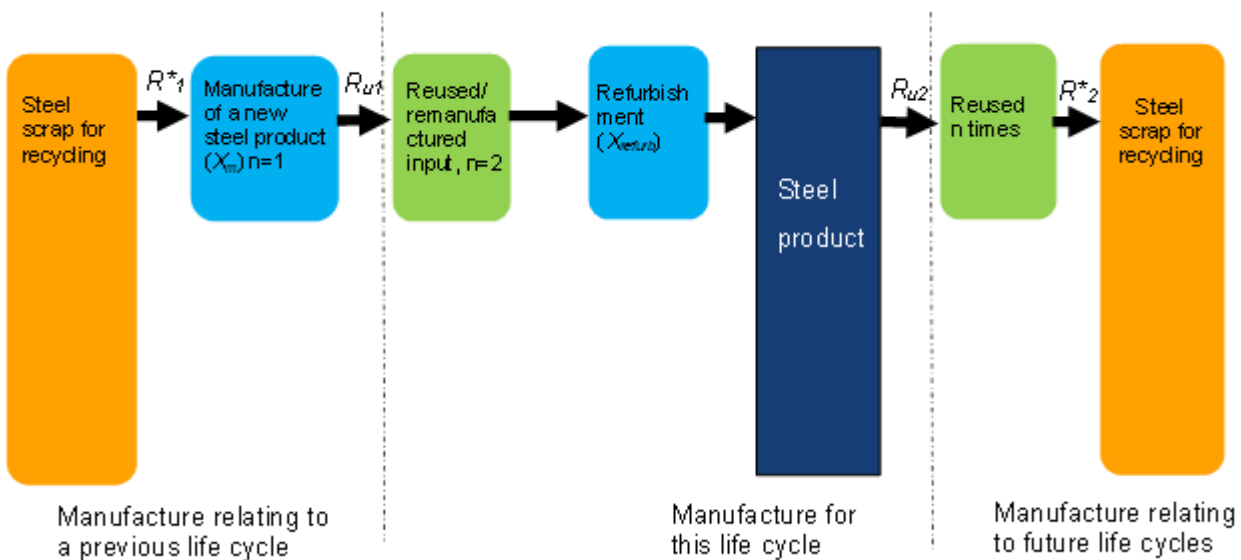 Steel
scrap for
recycling
R*1
Manufacture
of a new
steel product
(Xm) n=1
Ru1
Reused/
remanufa
ctured
input, n=2
Refurbish
ment
(Xrefurb)
Steel
product
Ru2
Reused
n times
R*2
Steel
scrap for
recycling
Manufacture relating to
a previous life cycle
Manufacture for
this life cycle
Manufacture relating
to future life cycles